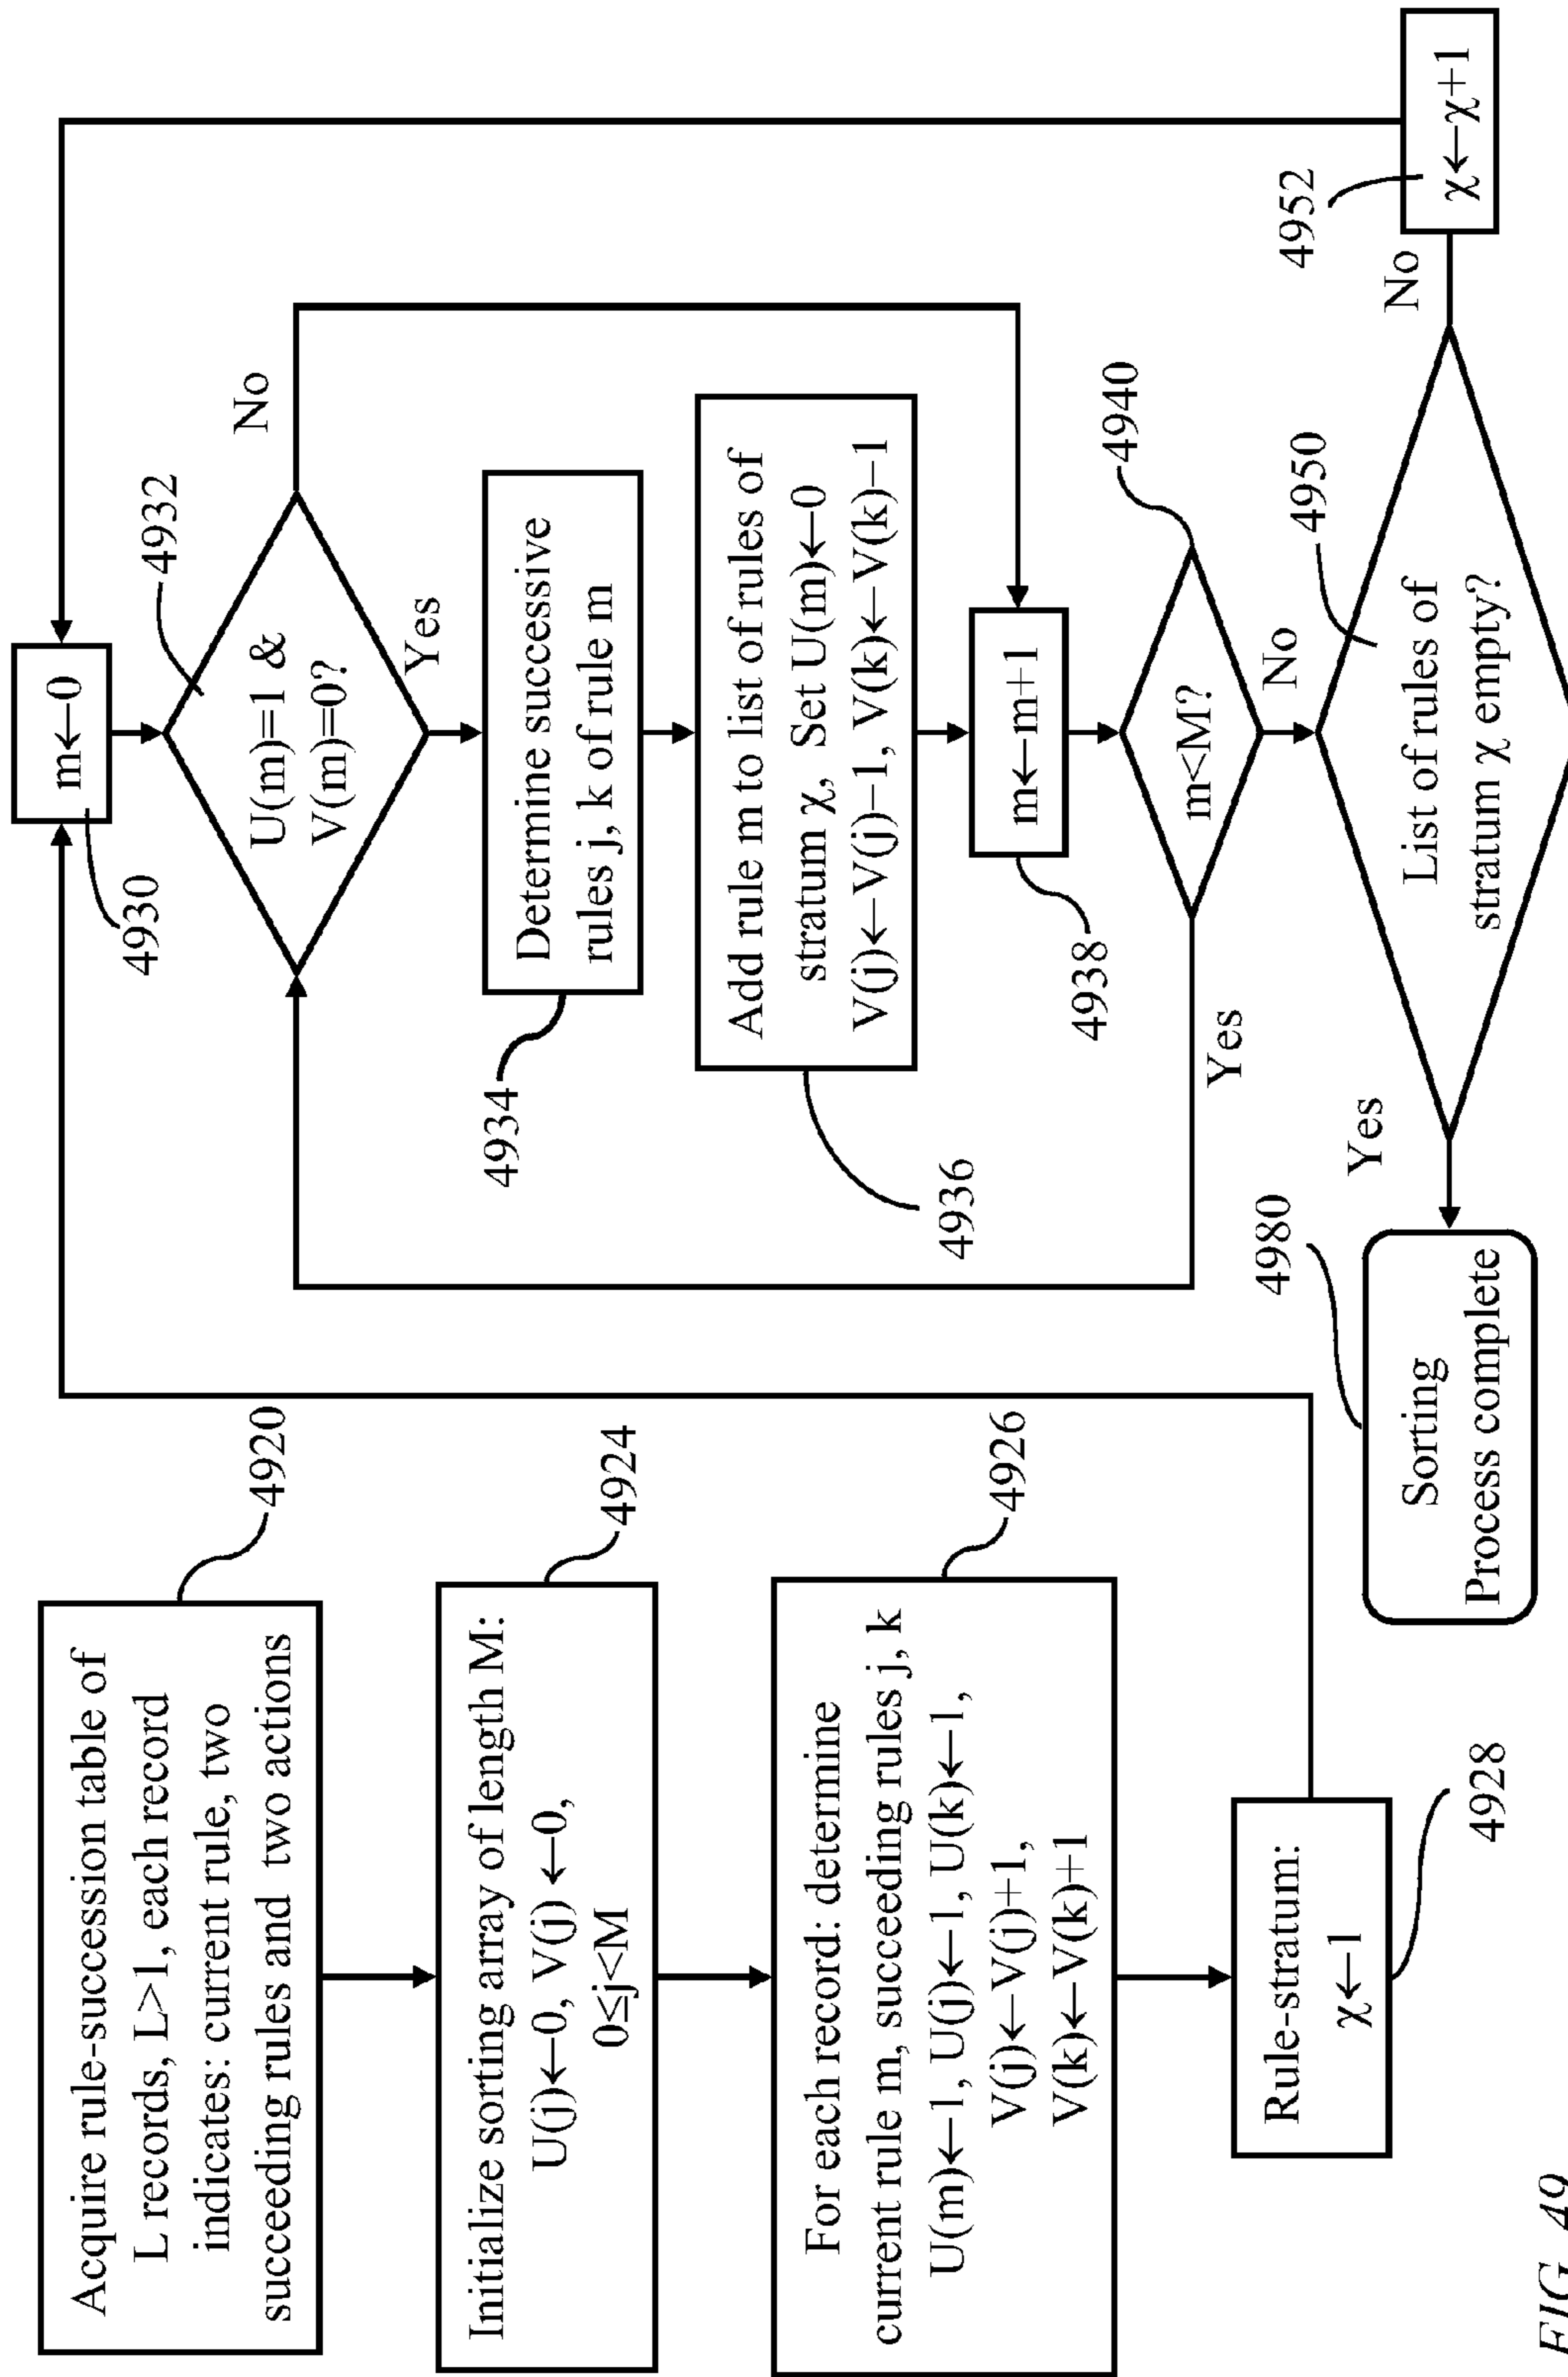 Acquire rule-succession table of
L records, L>1, each record
indicates: current rule, two
succeeding rules and two actions
4920
Initialize sorting array of length M:
U(j)←0, V(j) ←0,
0≤j<M
4924
For each record: determine
current rule m, succeeding rules j, k
U(m)←1, U(j)←1, U(k)←1,
V(j)← V(j)+1,
V(k)← V(k)+1
4926
Rule-stratum:
χ←1
4928
m←0
4930
U(m)=1 &
V(m)=0?
4932
No
Yes
Determine successive
rules j, k of rule m
4934
Add rule m to list of rules of
stratum χ, Set U(m)←0
V(j)← V(j)−1, V(k)← V(k)−1
4936
m←m+1
4938
m<M?
4940
Yes
No
List of rules of
stratum χ empty?
4950
Yes
No
χ←χ+1
4952
Sorting
Process complete
4980
FIG. 49